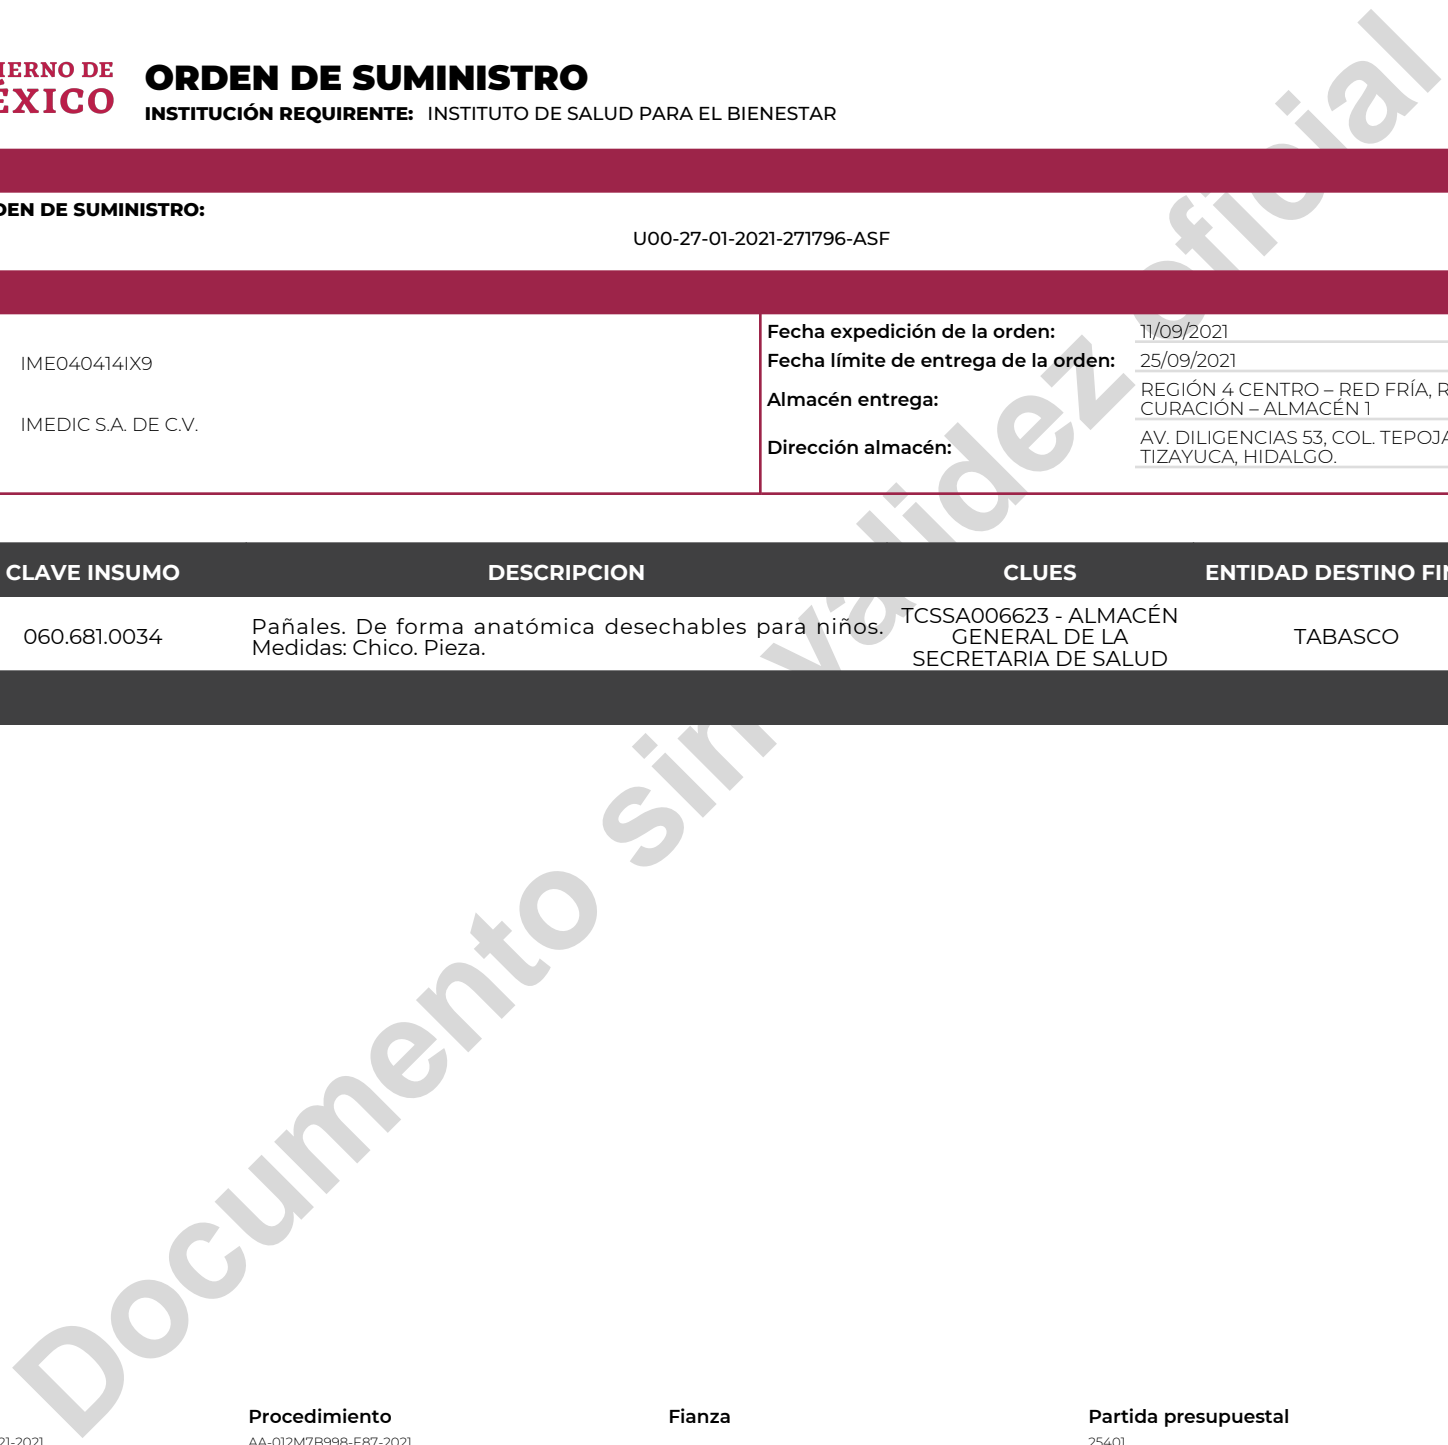 IERNO DE
ÉXICO
ORDEN DE SUMINISTRO
INSTITUCIÓN REQUIRENTE: INSTITUTO DE SALUD PARA EL BIENESTAR
DEN DE SUMINISTRO:
U00-27-01-2021-271796-ASF
IME040414IX9
IMEDIC S.A. DE C.V.
Fecha expedición de la orden: 11/09/2021
Fecha límite de entrega de la orden: 25/09/2021
Almacén entrega: REGIÓN 4 CENTRO – RED FRÍA, R
CURACIÓN – ALMACÉN 1
Dirección almacén: AV. DILIGENCIAS 53, COL. TEPOJA
TIZAYUCA, HIDALGO.
CLAVE INSUMO DESCRIPCION CLUES ENTIDAD DESTINO FIN
060.681.0034
Pañales. De forma anatómica desechables para niños.
Medidas: Chico. Pieza.
TCSSA006623 - ALMACÉN
GENERAL DE LA
SECRETARIA DE SALUD
TABASCO
Documento sin validez oficial
Procedimiento Fianza Partida presupuestal
21-2021 AA-012M7B998-E87-2021 25401